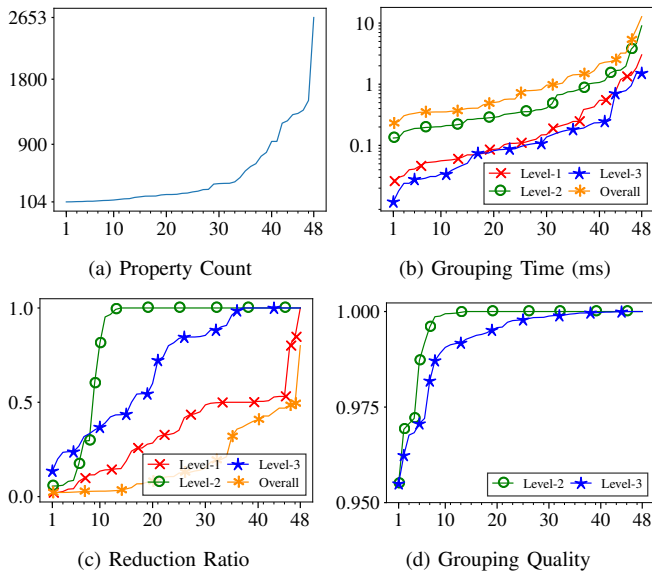 2653
1800
900
104
1 10 20 30 40 48
(a) Property Count
10
1
0.1
1 10 20 30 40 48
Level-1 Level-3
Level-2 Overall
(b) Grouping Time (ms)
1.0
0.5
0.0
1 10 20 30 40 48
Level-1 Level-3
Level-2 Overall
(c) Reduction Ratio
1.000
0.975
0.950
1 10 20 30 40 48
Level-2 Level-3
(d) Grouping Quality